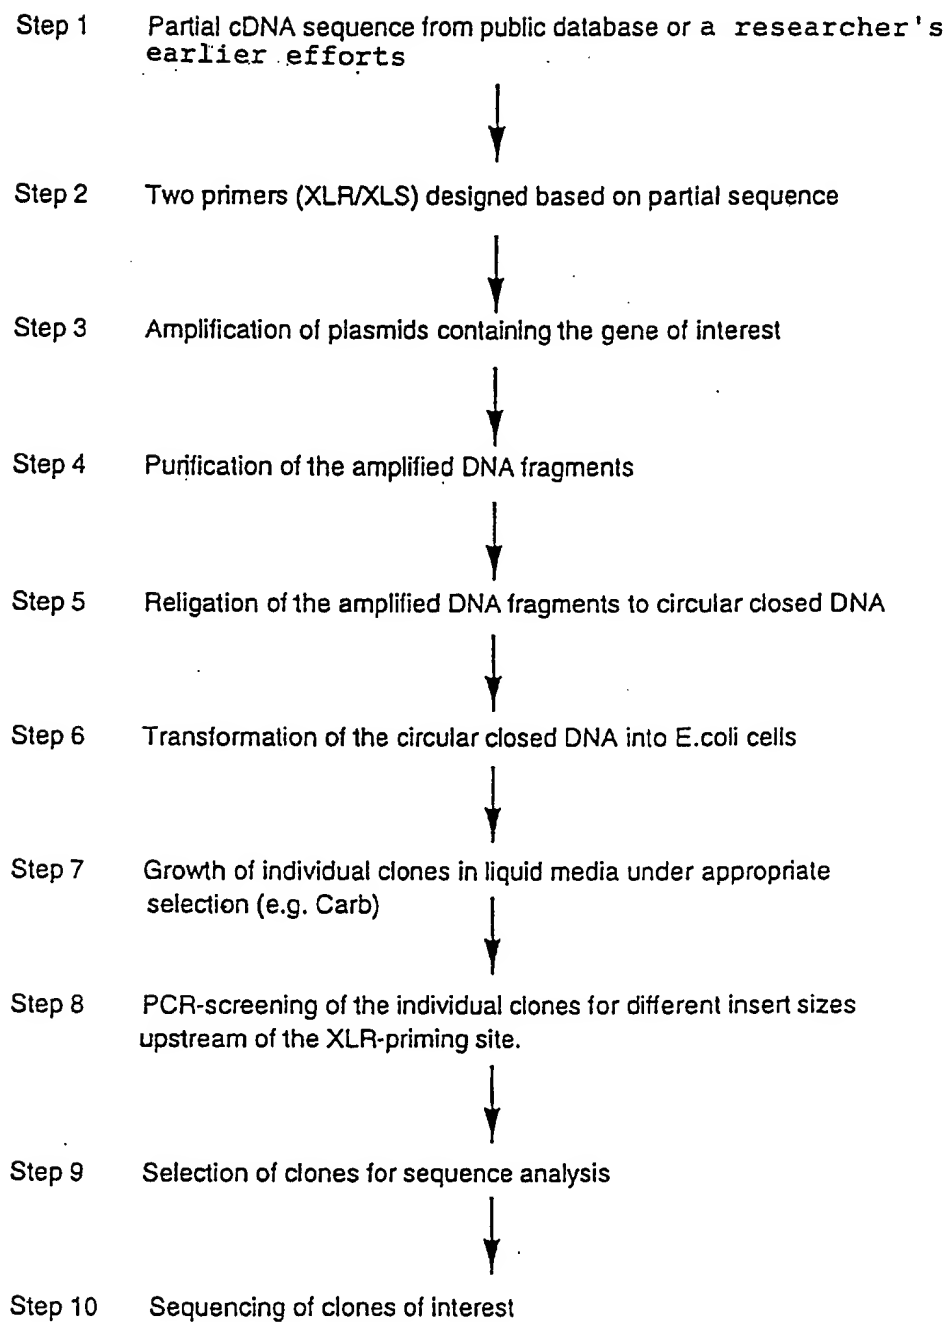 Step 1 Partial cDNA sequence from public database or a researcher's
earlier efforts
Step 2 Two primers (XLR/XLS) designed based on partial sequence
Step 3 Amplification of plasmids containing the gene of interest
Step 4 Purification of the amplified DNA fragments
Step 5 Religation of the amplified DNA fragments to circular closed DNA
Step 6 Transformation of the circular closed DNA into E.coli cells
Step 7 Growth of individual clones in liquid media under appropriate
selection (e.g. Carb)
Step 8 PCR-screening of the individual clones for different insert sizes
upstream of the XLR-priming site.
Step 9 Selection of clones for sequence analysis
Step 10 Sequencing of clones of interest